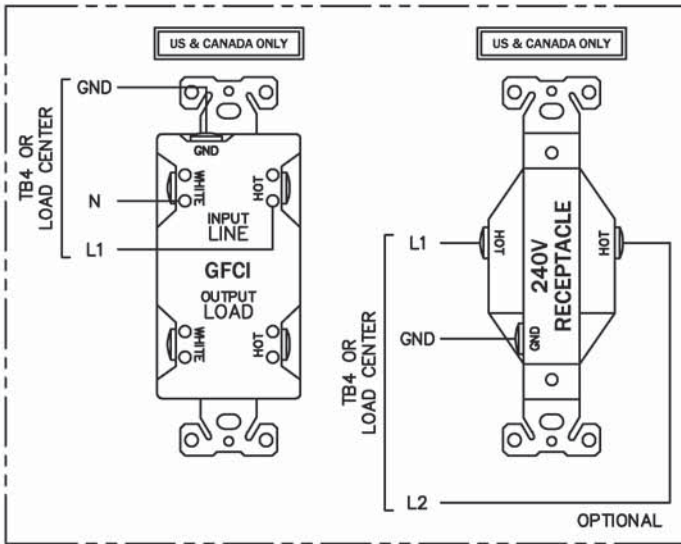 US & CANADA ONLY
GND
TB4 OR
LOAD CENTER
N
L1
GND
WHITE
HOT
INPUT
LINE
GFCI
OUTPUT
LOAD
WHITE
HOT
US & CANADA ONLY
L1
GND
TB4 OR
LOAD CENTER
L2
HOT
240V
RECEPTACLE
HOT
GND
OPTIONAL